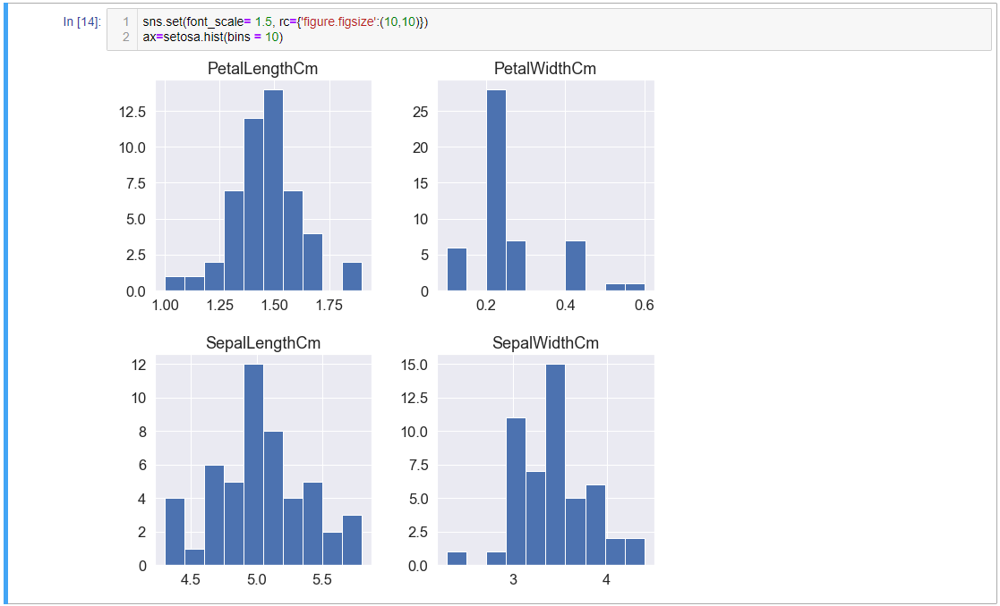 In [14]:
1 sns.set(font_scale= 1.5, rc={'figure.figsize':(10,10)})
2 ax=setosa.hist(bins = 10)
PetalLengthCm
12.5
10.0
7.5
5.0
2.5
0.0
1.00 1.25 1.50 1.75
PetalWidthCm
25
20
15
10
5
0
0.2 0.4 0.6
SepalLengthCm
12
10
8
6
4
2
0
4.5 5.0 5.5
SepalWidthCm
15.0
12.5
10.0
7.5
5.0
2.5
0.0
3 4